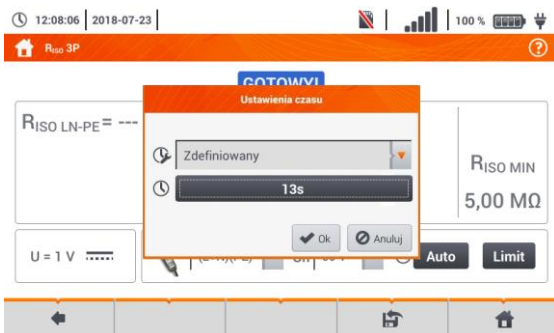 12:08:06 2018-07-23 100 %
RISO 3P ?
GOTOWY!
Ustawienia czasu
RISO LN-PE= ---
Zdefiniowany
13s
RISO MIN
5,00 MΩ
Ok Anuluj
U = 1 V Auto Limit